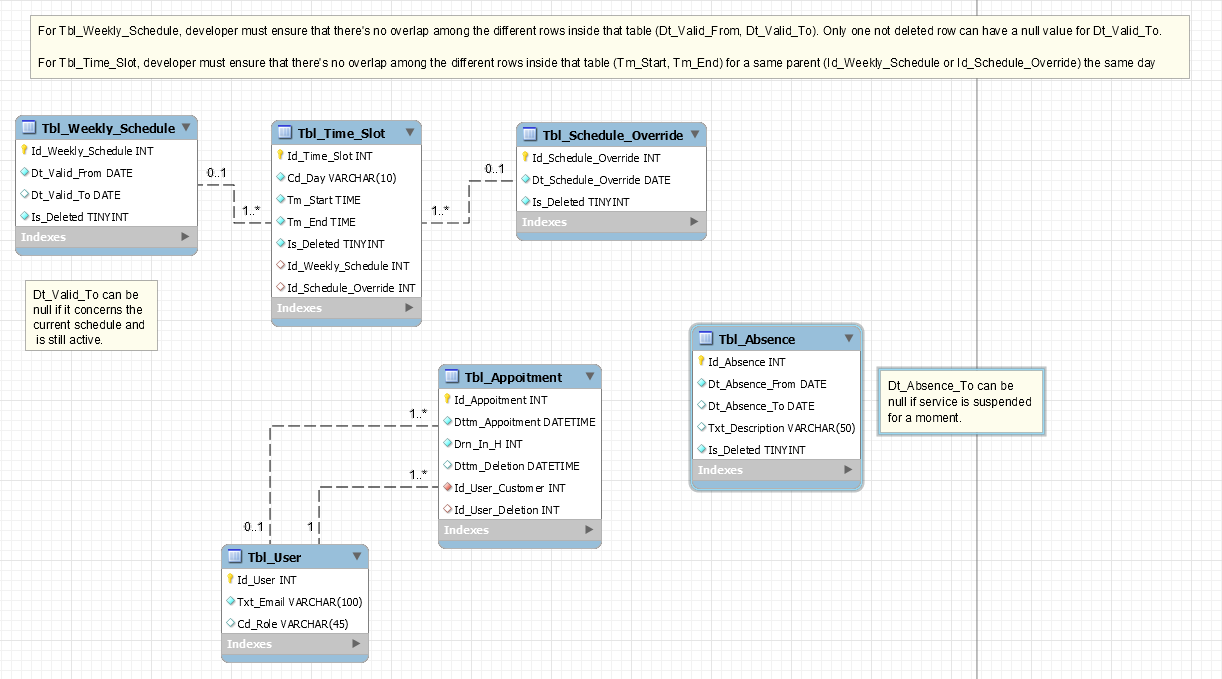 For Tbl_Weekly_Schedule, developer must ensure that there's no overlap among the different rows inside that table (Dt_Valid_From, Dt_Valid_To). Only one not deleted row can have a null value for Dt_Valid_To.
For Tbl_Time_Slot, developer must ensure that there's no overlap among the different rows inside that table (Tm_Start, Tm_End) for a same parent (Id_Weekly_Schedule or Id_Schedule_Override) the same day
Tbl_Weekly_Schedule
Id_Weekly_Schedule INT
Dt_Valid_From DATE
Dt_Valid_To DATE
Is_Deleted TINYINT
Indexes
0..1
1..*
Tbl_Time_Slot
Id_Time_Slot INT
Cd_Day VARCHAR(10)
Tm_Start TIME
Tm_End TIME
Is_Deleted TINYINT
Id_Weekly_Schedule INT
Id_Schedule_Override INT
Indexes
0..1
1..*
Tbl_Schedule_Override
Id_Schedule_Override INT
Dt_Schedule_Override DATE
Is_Deleted TINYINT
Indexes
Dt_Valid_To can be
null if it concerns the
current schedule and
is still active.
Tbl_Appoitment
Id_Appoitment INT
Dttm_Appoitment DATETIME
Drn_In_H INT
Dttm_Deletion DATETIME
Id_User_Customer INT
Id_User_Deletion INT
Indexes
1..*
1..*
0..1
1
Tbl_Absence
Id_Absence INT
Dt_Absence_From DATE
Dt_Absence_To DATE
Txt_Description VARCHAR(50)
Is_Deleted TINYINT
Indexes
Dt_Absence_To can be
null if service is suspended
for a moment.
Tbl_User
Id_User INT
Txt_Email VARCHAR(100)
Cd_Role VARCHAR(45)
Indexes